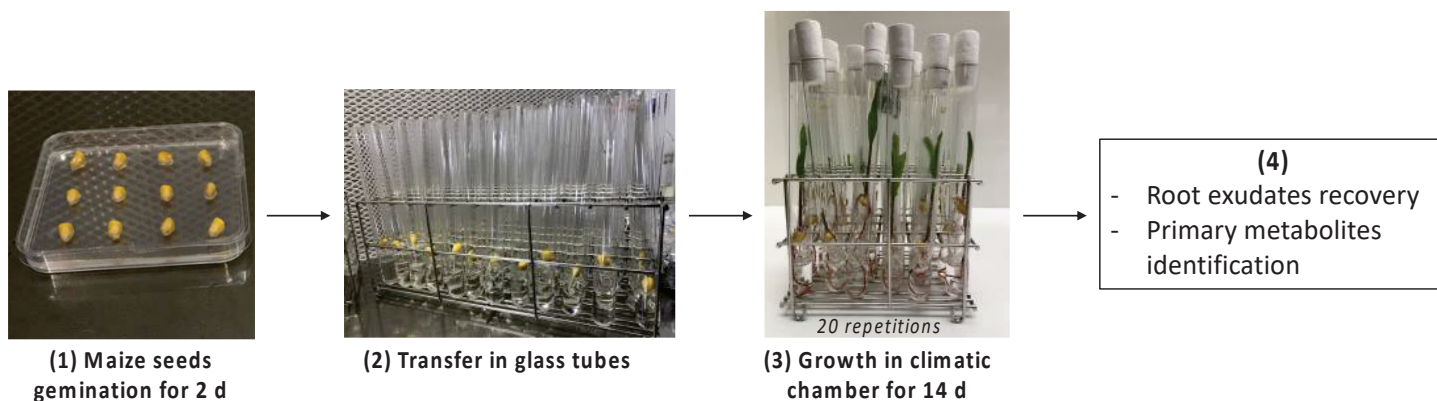 (1) Maize seeds
gemination for 2 d
(2) Transfer in glass tubes
20 repetitions
(3) Growth in climatic
chamber for 14 d
(4)
- Root exudates recovery
- Primary metabolites
identification